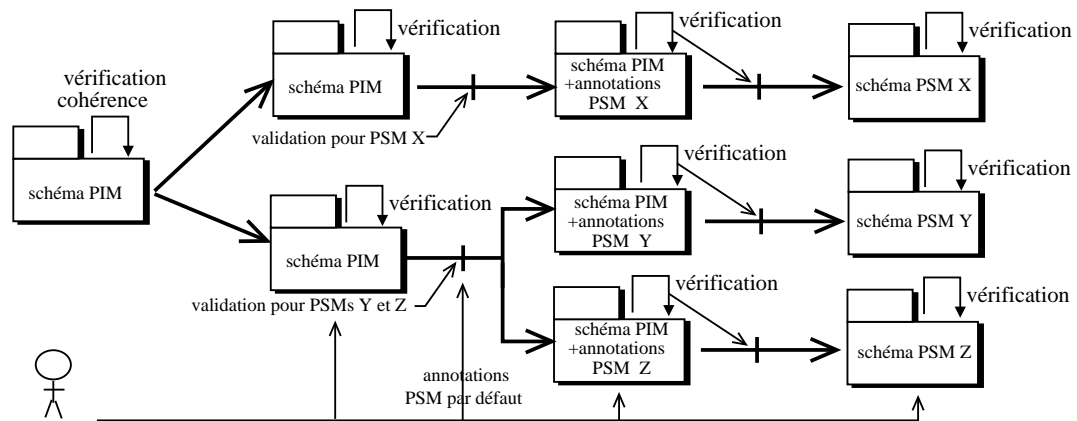 vérification
cohérence
schéma PIM
vérification
schéma PIM
validation pour PSM X
vérification
schéma PIM
+annotations
PSM X
vérification
schéma PSM X
vérification
schéma PIM
validation pour PSMs Y et Z
vérification
schéma PIM
+annotations
PSM Y
vérification
schéma PSM Y
vérification
schéma PIM
+annotations
PSM Z
vérification
schéma PSM Z
annotations
PSM par défaut